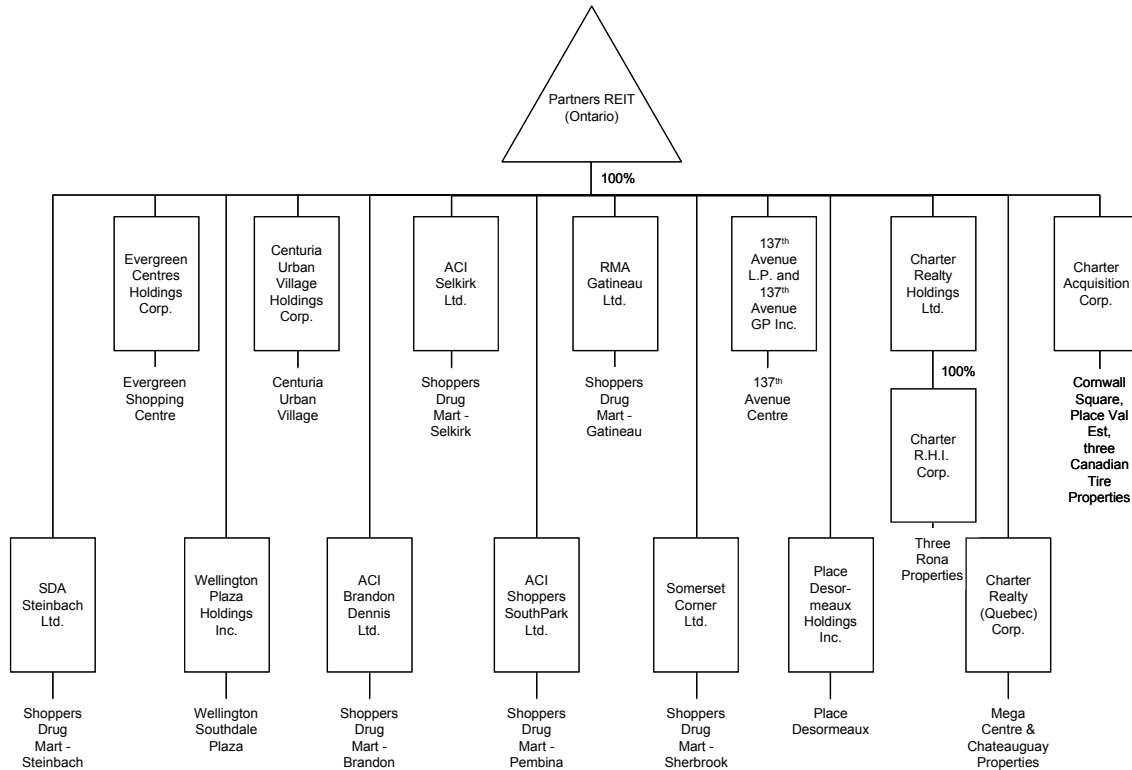 Partners REIT
(Ontario)
100%
Evergreen
Centres
Holdings
Corp.
Centuria
Urban
Village
Holdings
Corp.
ACI
Selkirk
Ltd.
RMA
Gatineau
Ltd.
137th
Avenue
L.P. and
137th
Avenue
GP Inc.
Charter
Realty
Holdings
Ltd.
Charter
Acquisition
Corp.
Evergreen
Shopping
Centre
Centuria
Urban
Village
Shoppers
Drug
Mart -
Selkirk
Shoppers
Drug
Mart -
Gatineau
137th
Avenue
Centre
100%
Charter
R.H.I.
Corp.
Cornwall
Square,
Place Val
Est,
three
Canadian
Tire
Properties
Three
Rona
Properties
SDA
Steinbach
Ltd.
Wellington
Plaza
Holdings
Inc.
ACI
Brandon
Dennis
Ltd.
ACI
Shoppers
SouthPark
Ltd.
Somerset
Corner
Ltd.
Place
Desor-
meaux
Holdings
Inc.
Charter
Realty
(Quebec)
Corp.
Shoppers
Drug
Mart -
Steinbach
Wellington
Southdale
Plaza
Shoppers
Drug
Mart -
Brandon
Shoppers
Drug
Mart -
Pembina
Shoppers
Drug
Mart -
Sherbrook
Place
Desormeaux
Mega
Centre &
Chateauguay
Properties